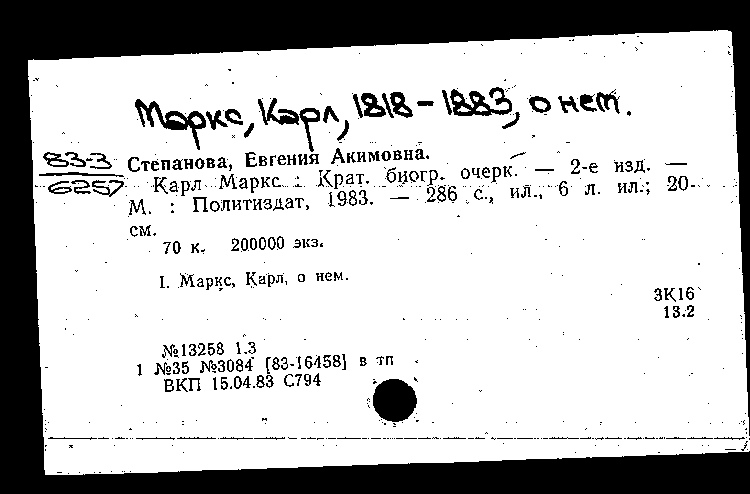 Маркс, Карл, 1818-1883, о нем.
83-3
6257
Степанова, Евгения Акимовна.
Карл Маркс : Крат. биогр. очерк. — 2-е изд. —
М. : Политиздат, 1983. — 286 с., ил., 6 л. ил.; 20
см.
70 к. 200000 экз.
I. Маркс, Карл, о нем.
3К16
13.2
№13258 1.3
1 №35 №3084 [83-16458] в тп
ВКП 15.04.83 С794